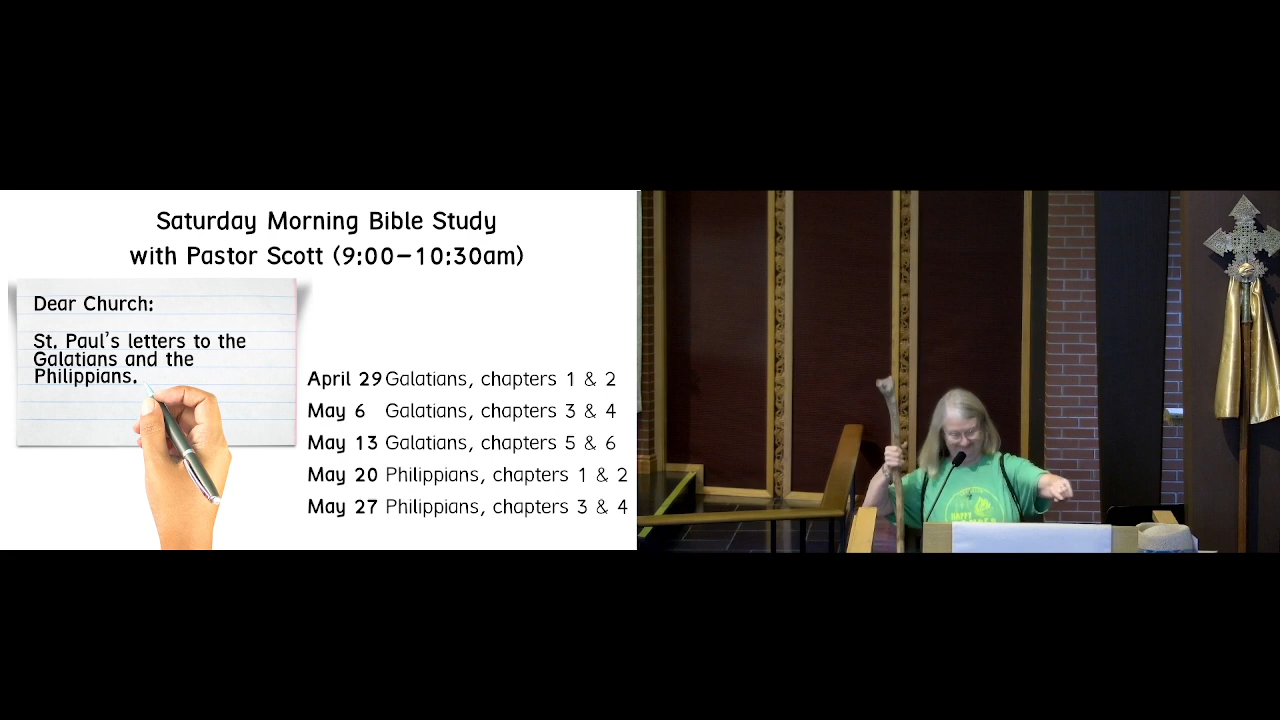 Saturday Morning Bible Study
with Pastor Scott (9:00–10:30am)
Dear Church:
St. Paul's letters to the
Galatians and the
Philippians.
April 29 Galatians, chapters 1 & 2
May 6 Galatians, chapters 3 & 4
May 13 Galatians, chapters 5 & 6
May 20 Philippians, chapters 1 & 2
May 27 Philippians, chapters 3 & 4
HAPPY